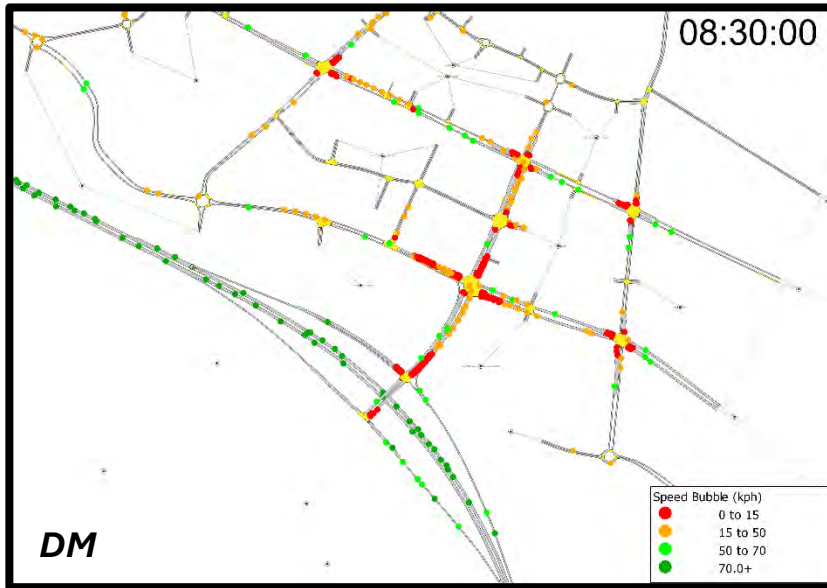 08:30:00
Speed Bubble (kph)
0 to 15
15 to 50
50 to 70
70.0+
DM